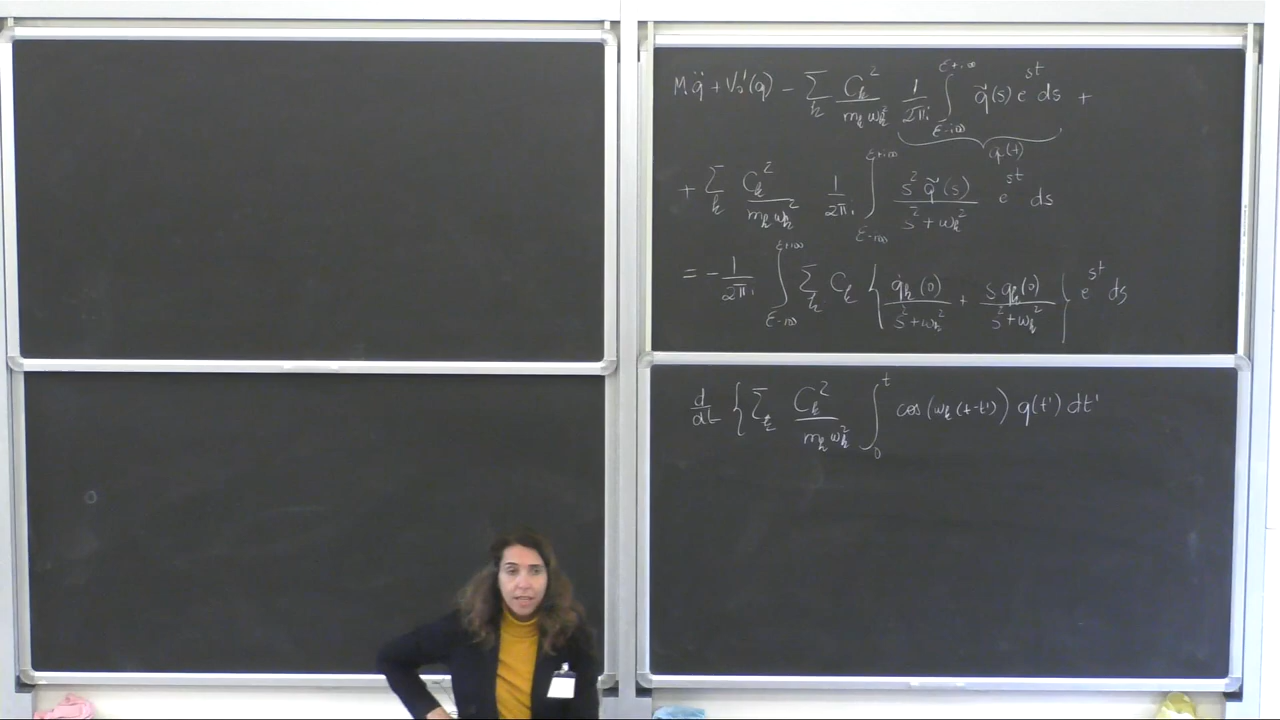 M q̈ + V_s'(q) − Σ_k C_k²/(m_k ω_k²) 1/(2πi) ∫_{ε−i∞}^{ε+i∞} q̃(s) e^{st} ds +
q(t)
+ Σ_k C_k²/(m_k ω_k²) 1/(2πi) ∫_{ε−i∞}^{ε+i∞} s² q̃(s)/(s² + ω_k²) e^{st} ds
= − 1/(2πi) ∫_{ε−i∞}^{ε+i∞} Σ_k C_k { q̇_k(0)/(s² + ω_k²) + s q_k(0)/(s² + ω_k²) } e^{st} ds
d/dt { Σ_k C_k²/(m_k ω_k²) ∫_0^t cos(ω_k(t−t')) q(t') dt'